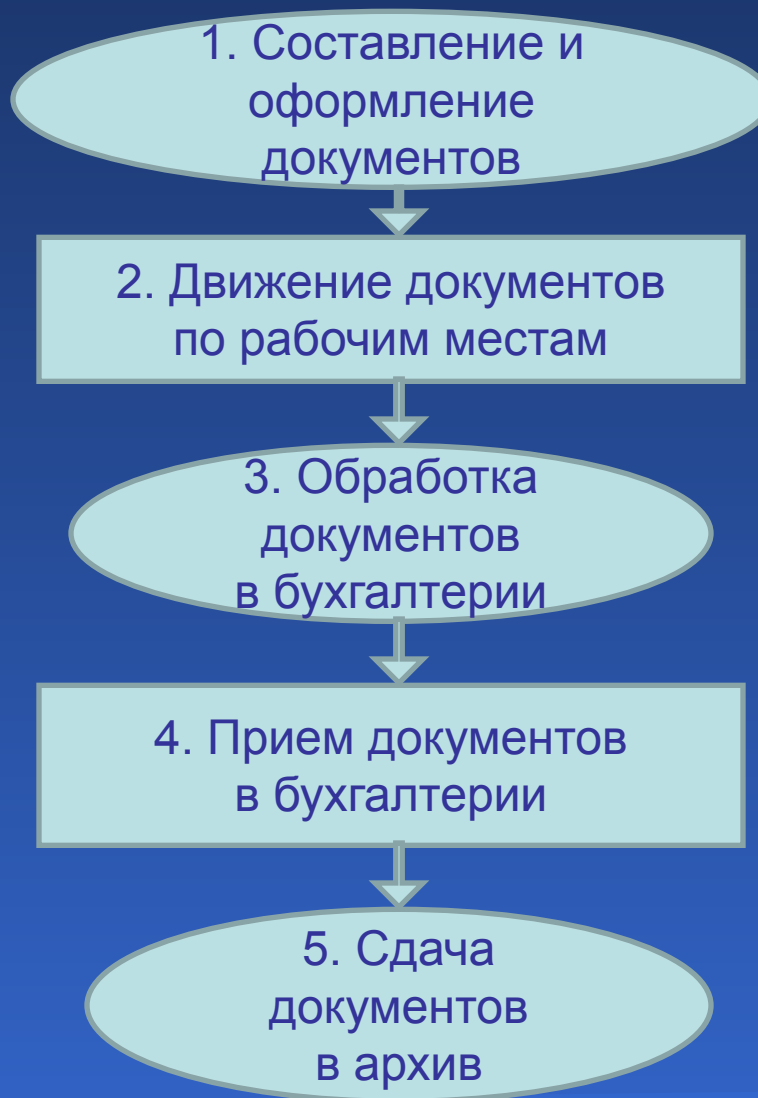 1. Составление и
оформление
документов
2. Движение документов
по рабочим местам
3. Обработка
документов
в бухгалтерии
4. Прием документов
в бухгалтерии
5. Сдача
документов
в архив